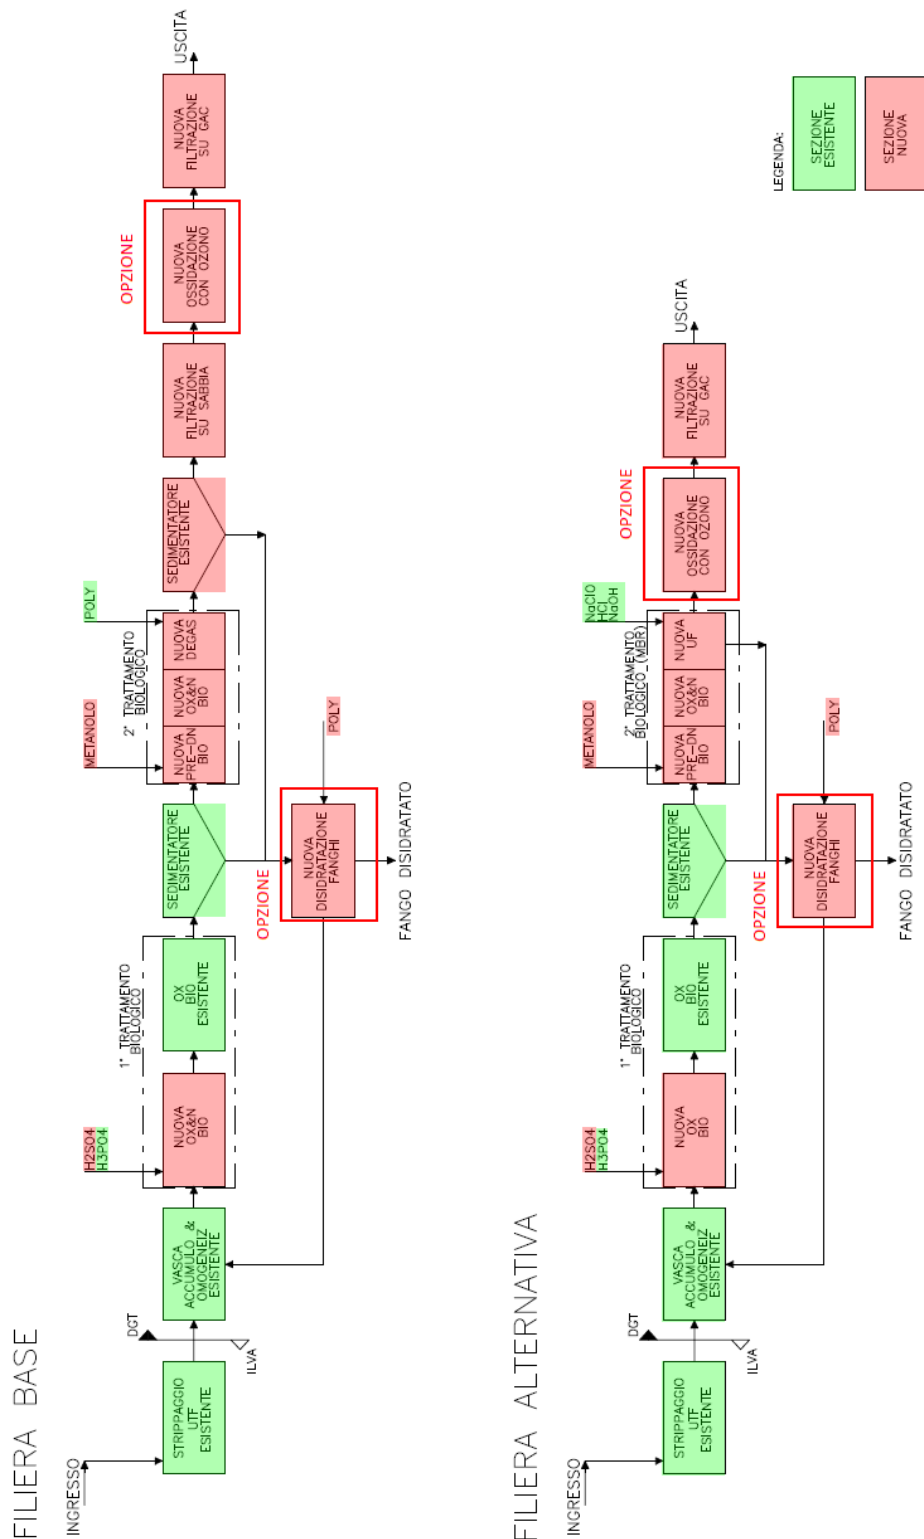 FILIERA BASE
INGRESSO
STRIPPAGGIO
UTF
ESISTENTE
DGT
ILVA
VASCA
ACCUMULO &
OMOGENEIZ
ESISTENTE
H2SO4
H3PO4
1° TRATTAMENTO
BIOLOGICO
NUOVA
OX&N
BIO
OX
BIO
ESISTENTE
SEDIMENTATORE
ESISTENTE
OPZIONE
NUOVA
DISIDRATAZIONE
FANGHI
POLY
FANGO DISIDRATATO
METANOLO
2° TRATTAMENTO
BIOLOGICO
NUOVA
PRE-DN
BIO
NUOVA
OX&N
BIO
NUOVA
DEGAS
POLY
SEDIMENTATORE
ESISTENTE
NUOVA
FILTRAZIONE
SU SABBIA
OPZIONE
NUOVA
OSSIDAZIONE
CON OZONO
NUOVA
FILTRAZIONE
SU GAC
USCITA
FILIERA ALTERNATIVA
INGRESSO
STRIPPAGGIO
UTF
ESISTENTE
DGT
ILVA
VASCA
ACCUMULO &
OMOGENEIZ
ESISTENTE
H2SO4
H3PO4
1° TRATTAMENTO
BIOLOGICO
NUOVA
OX
BIO
OX
BIO
ESISTENTE
SEDIMENTATORE
ESISTENTE
OPZIONE
NUOVA
DISIDRATAZIONE
FANGHI
POLY
FANGO DISIDRATATO
METANOLO
2° TRATTAMENTO
BIOLOGICO (MBR)
NUOVA
PRE-DN
BIO
NUOVA
OX&N
BIO
NUOVA
UF
NaClO
HCl
NaOH
OPZIONE
NUOVA
OSSIDAZIONE
CON OZONO
NUOVA
FILTRAZIONE
SU GAC
USCITA
LEGENDA:
SEZIONE
ESISTENTE
SEZIONE
NUOVA